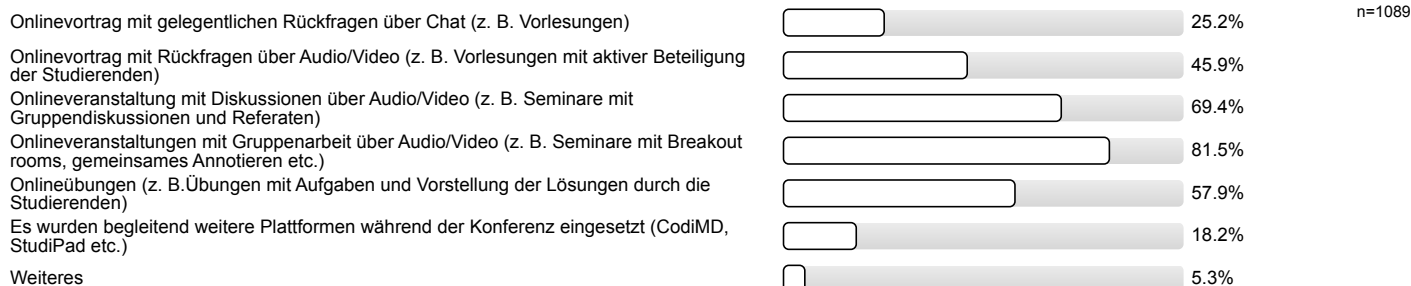 Onlinevortrag mit gelegentlichen Rückfragen über Chat (z. B. Vorlesungen) 25.2% n=1089
Onlinevortrag mit Rückfragen über Audio/Video (z. B. Vorlesungen mit aktiver Beteiligung
der Studierenden) 45.9%
Onlineveranstaltung mit Diskussionen über Audio/Video (z. B. Seminare mit
Gruppendiskussionen und Referaten) 69.4%
Onlineveranstaltungen mit Gruppenarbeit über Audio/Video (z. B. Seminare mit Breakout
rooms, gemeinsames Annotieren etc.) 81.5%
Onlineübungen (z. B.Übungen mit Aufgaben und Vorstellung der Lösungen durch die
Studierenden) 57.9%
Es wurden begleitend weitere Plattformen während der Konferenz eingesetzt (CodiMD,
StudiPad etc.) 18.2%
Weiteres 5.3%